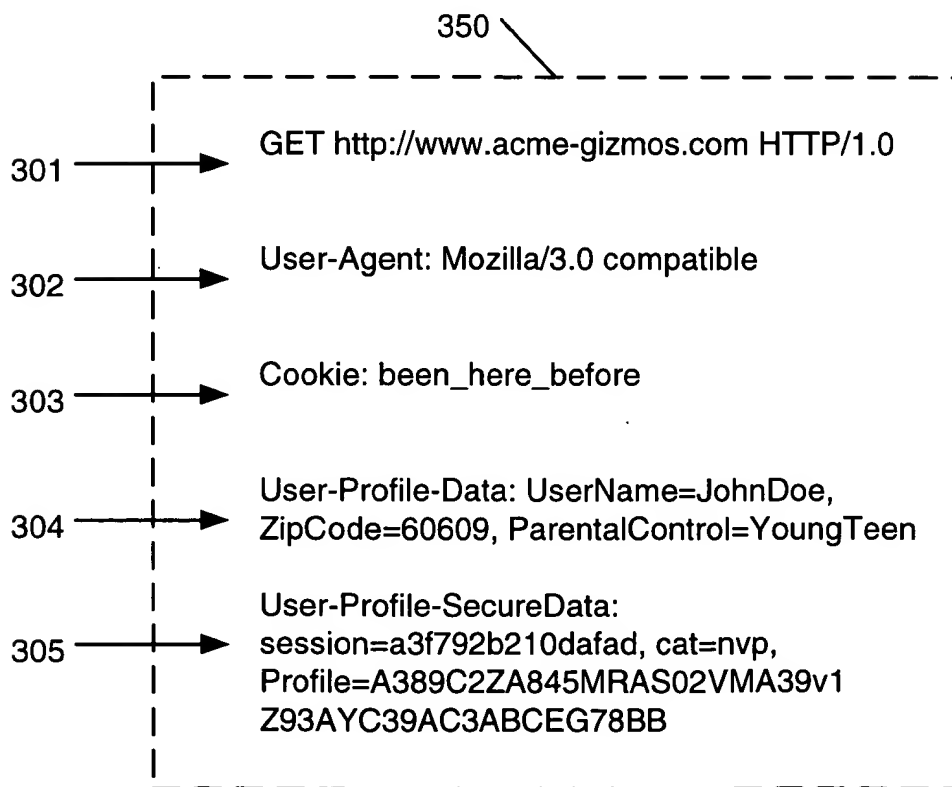 350
301
GET http://www.acme-gizmos.com HTTP/1.0
302
User-Agent: Mozilla/3.0 compatible
303
Cookie: been_here_before
304
User-Profile-Data: UserName=JohnDoe,
ZipCode=60609, ParentalControl=YoungTeen
305
User-Profile-SecureData:
session=a3f792b210dafad, cat=nvp,
Profile=A389C2ZA845MRAS02VMA39v1
Z93AYC39AC3ABCEG78BB